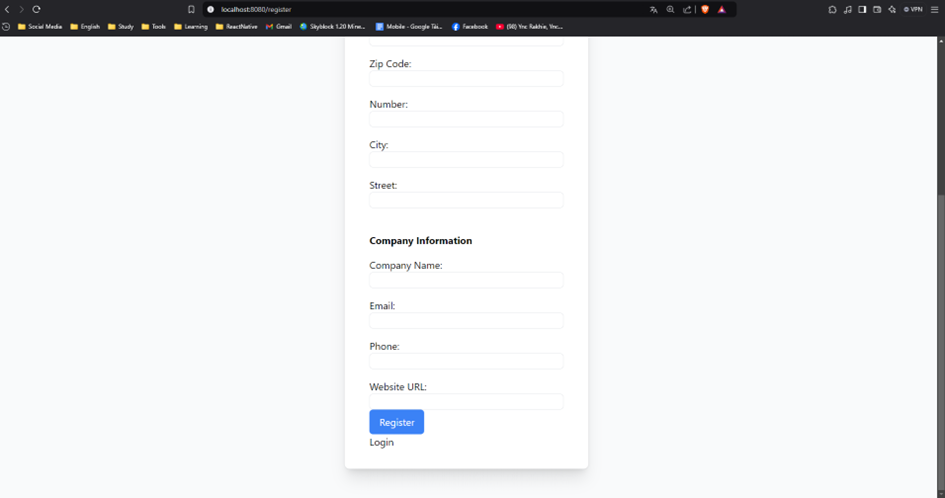 localhost:8080/register
VPN
Social Media English Study Tools Learning ReactNative Gmail Skyblock 1.20 Mine... Mobile - Google Tài... Facebook (98) Ync Rakhie, Ync...
Zip Code:
Number:
City:
Street:
Company Information
Company Name:
Email:
Phone:
Website URL:
Register
Login